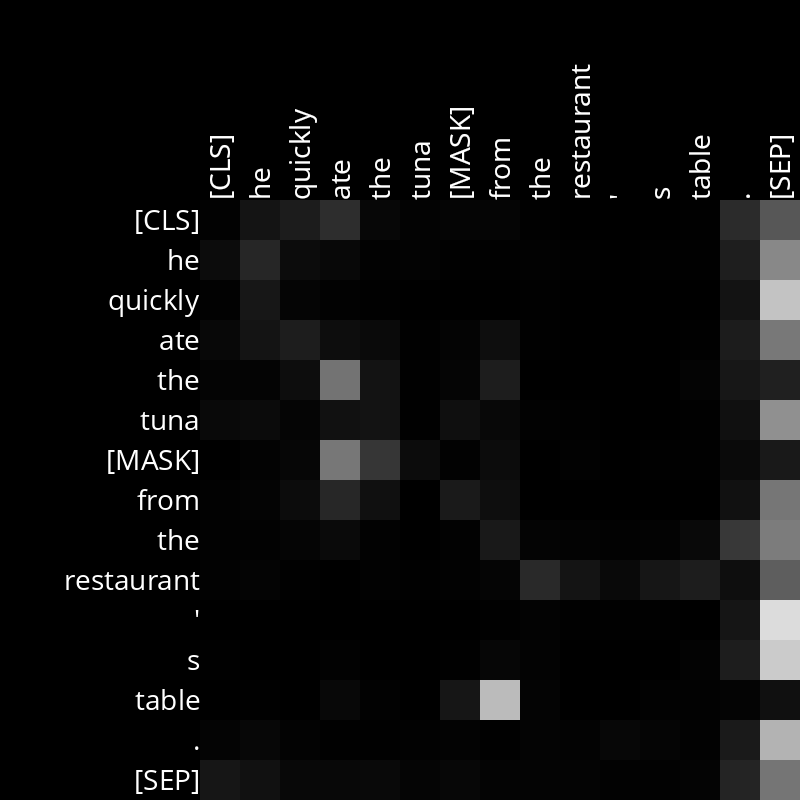 [CLS] he quickly ate the tuna [MASK] from the restaurant ' s table . [SEP]
[CLS]
he
quickly
ate
the
tuna
[MASK]
from
the
restaurant
'
s
table
.
[SEP]